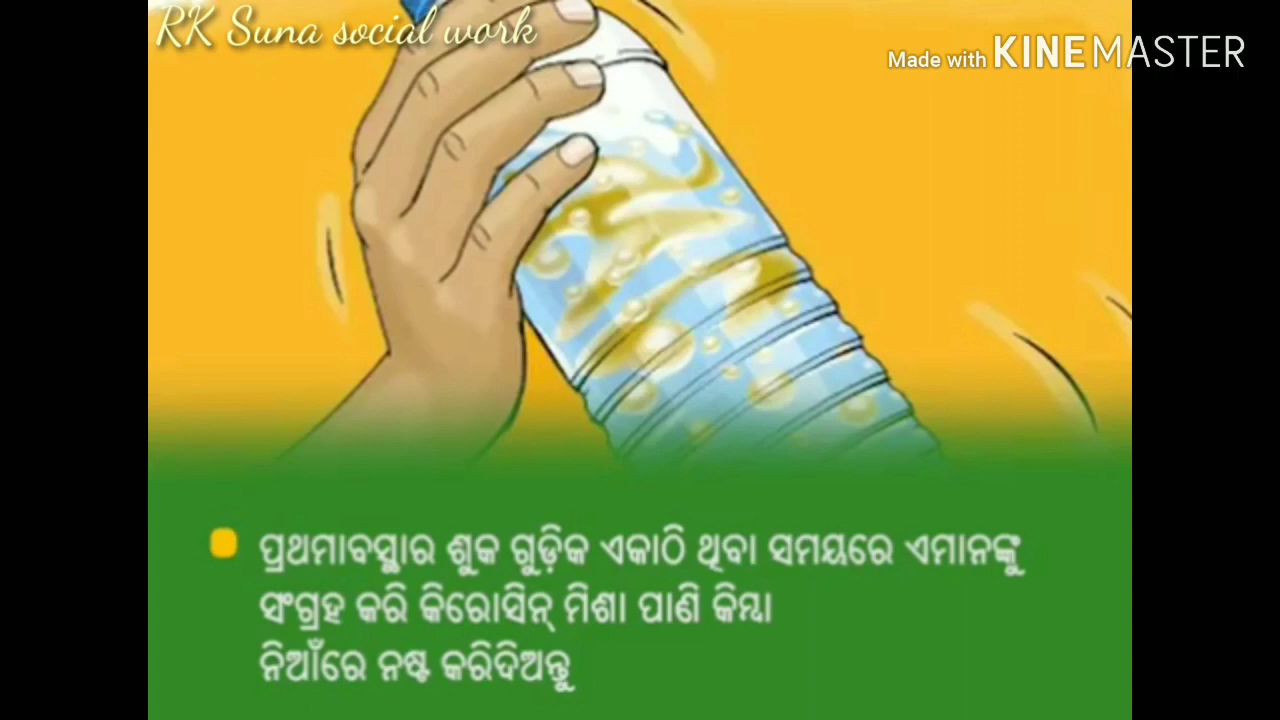 RK Suna social work
Made with KINEMASTER
ପ୍ରଥମାବସ୍ଥାର ଶୁକ ଗୁଡ଼ିକ ଏକାଠି ଥିବା ସମୟରେ ଏମାନଙ୍କୁ
ସଂଗ୍ରହ କରି କିରୋସିନ୍ ମିଶା ପାଣି କିମ୍ବା
ନିଆଁରେ ନଷ୍ଟ କରିଦିଅନ୍ତୁ